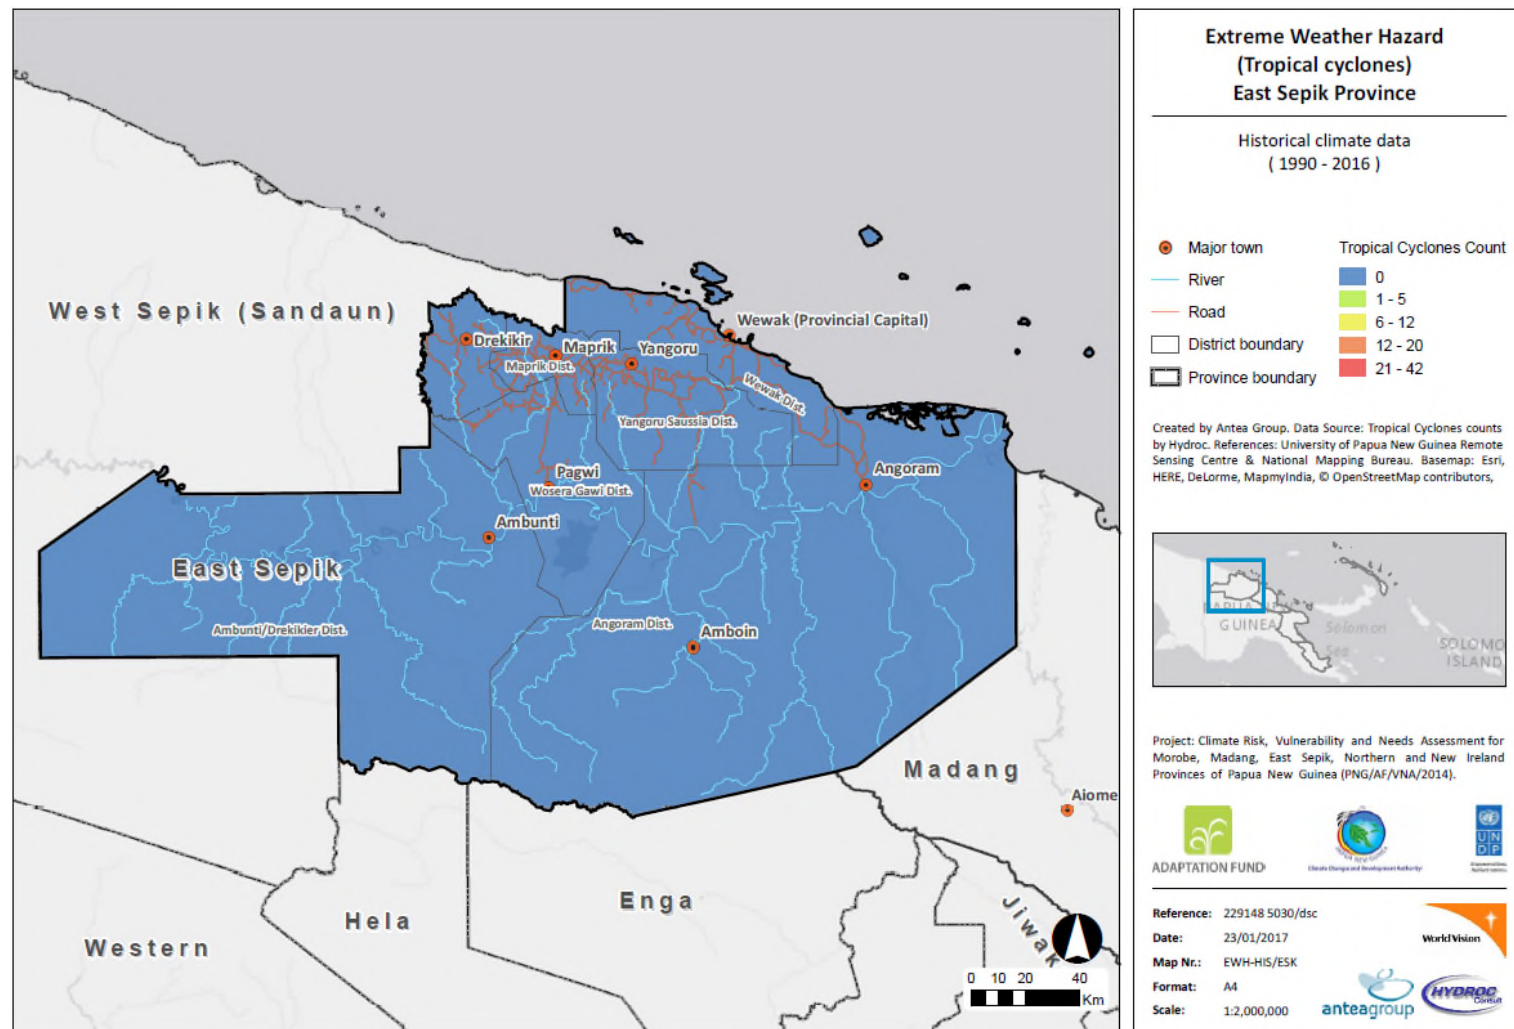 West Sepik (Sandaun)
Wewak (Provincial Capital)
Drekikir
Maprik
Yangoru
Maprik Dist.
Wewak Dist.
Yangoru Saussia Dist.
Pagwi
Angoram
Wosera Gawi Dist.
Ambunti
East Sepik
Ambunti/Drekikier Dist.
Angoram Dist.
Amboin
Madang
Aiome
Enga
Hela
Jiwak
Western
0 10 20 40
Km
Extreme Weather Hazard
(Tropical cyclones)
East Sepik Province
Historical climate data
( 1990 - 2016 )
Major town
River
Road
District boundary
Province boundary
Tropical Cyclones Count
0
1 - 5
6 - 12
12 - 20
21 - 42
Created by Antea Group. Data Source: Tropical Cyclones counts
by Hydroc. References: University of Papua New Guinea Remote
Sensing Centre & National Mapping Bureau. Basemap: Esri,
HERE, DeLorme, MapmyIndia, © OpenStreetMap contributors,
GUINEA
Solomon
Sea
SOLOMO
ISLAND
Project: Climate Risk, Vulnerability and Needs Assessment for
Morobe, Madang, East Sepik, Northern and New Ireland
Provinces of Papua New Guinea (PNG/AF/VNA/2014).
af
ADAPTATION FUND
Climate Change and Development Authority
U N
D P
Reference: 229148 5030/dsc
Date: 23/01/2017
Map Nr.: EWH-HIS/ESK
Format: A4
Scale: 1:2,000,000
World Vision
anteagroup
HYDROC
Consult